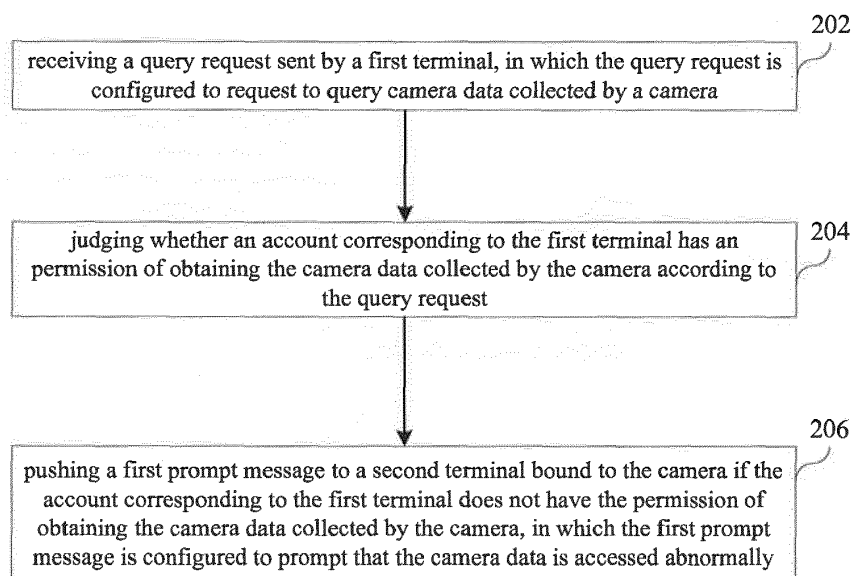 202
receiving a query request sent by a first terminal, in which the query request is
configured to request to query camera data collected by a camera
204
judging whether an account corresponding to the first terminal has an
permission of obtaining the camera data collected by the camera according to
the query request
206
pushing a first prompt message to a second terminal bound to the camera if the
account corresponding to the first terminal does not have the permission of
obtaining the camera data collected by the camera, in which the first prompt
message is configured to prompt that the camera data is accessed abnormally